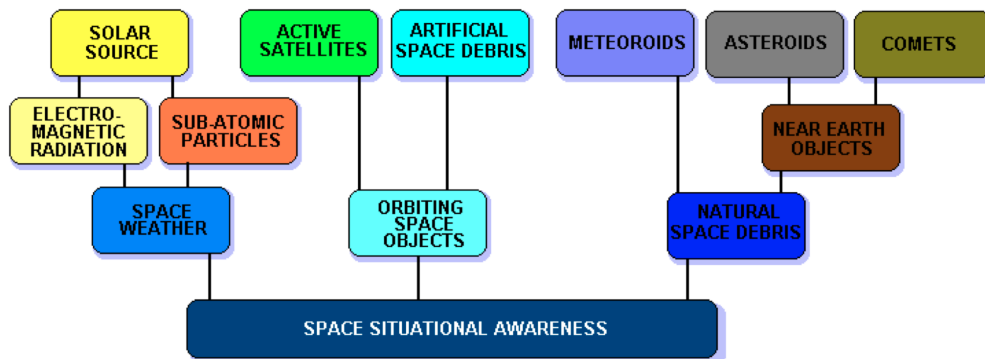 SOLAR
SOURCE
ACTIVE
SATELLITES
ARTIFICIAL
SPACE DEBRIS
METEOROIDS
ASTEROIDS
COMETS
ELECTRO-
MAGNETIC
RADIATION
SUB-ATOMIC
PARTICLES
NEAR EARTH
OBJECTS
SPACE
WEATHER
ORBITING
SPACE
OBJECTS
NATURAL
SPACE DEBRIS
SPACE SITUATIONAL AWARENESS